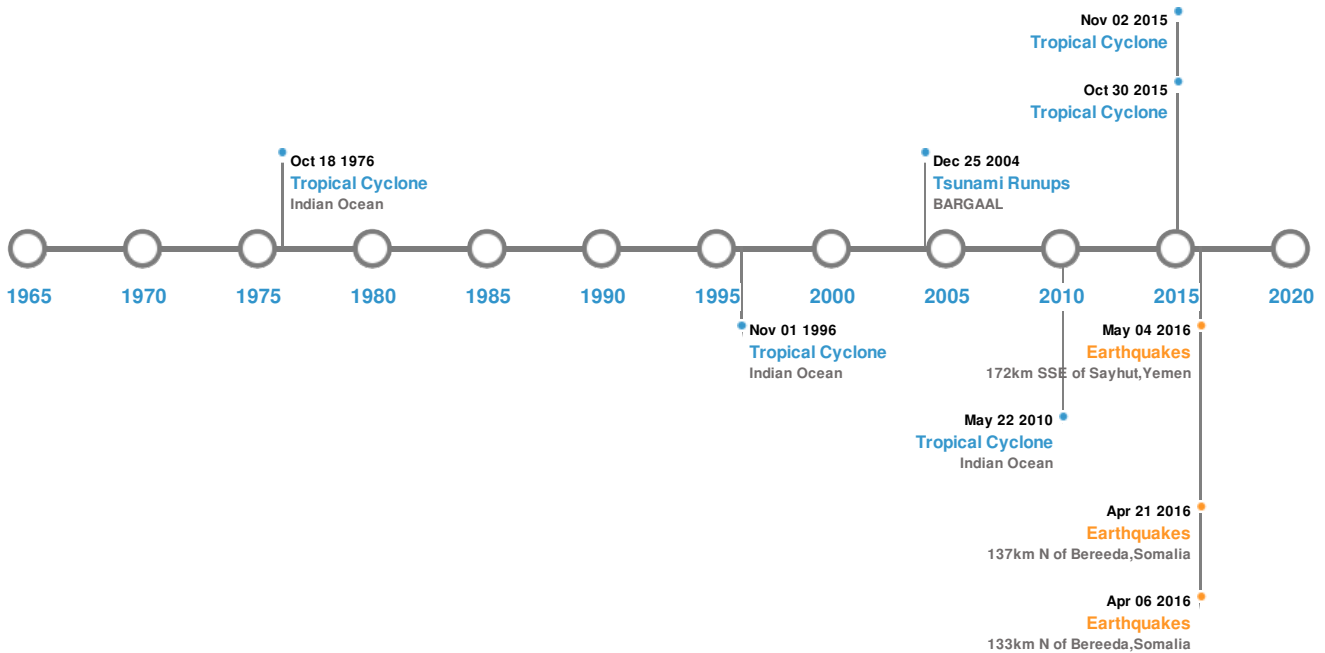 Nov 02 2015
Tropical Cyclone
Oct 30 2015
Tropical Cyclone
Oct 18 1976
Tropical Cyclone
Indian Ocean
Dec 25 2004
Tsunami Runups
BARGAAL
1965 1970 1975 1980 1985 1990 1995 2000 2005 2010 2015 2020
Nov 01 1996
Tropical Cyclone
Indian Ocean
May 04 2016
Earthquakes
172km SSE of Sayhut,Yemen
May 22 2010
Tropical Cyclone
Indian Ocean
Apr 21 2016
Earthquakes
137km N of Bereeda,Somalia
Apr 06 2016
Earthquakes
133km N of Bereeda,Somalia